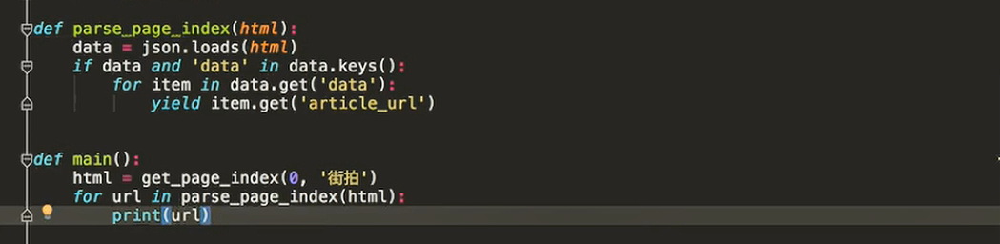 def parse_page_index(html):
    data = json.loads(html)
    if data and 'data' in data.keys():
        for item in data.get('data'):
            yield item.get('article_url')
def main():
    html = get_page_index(0, '街拍')
    for url in parse_page_index(html):
        print(url)